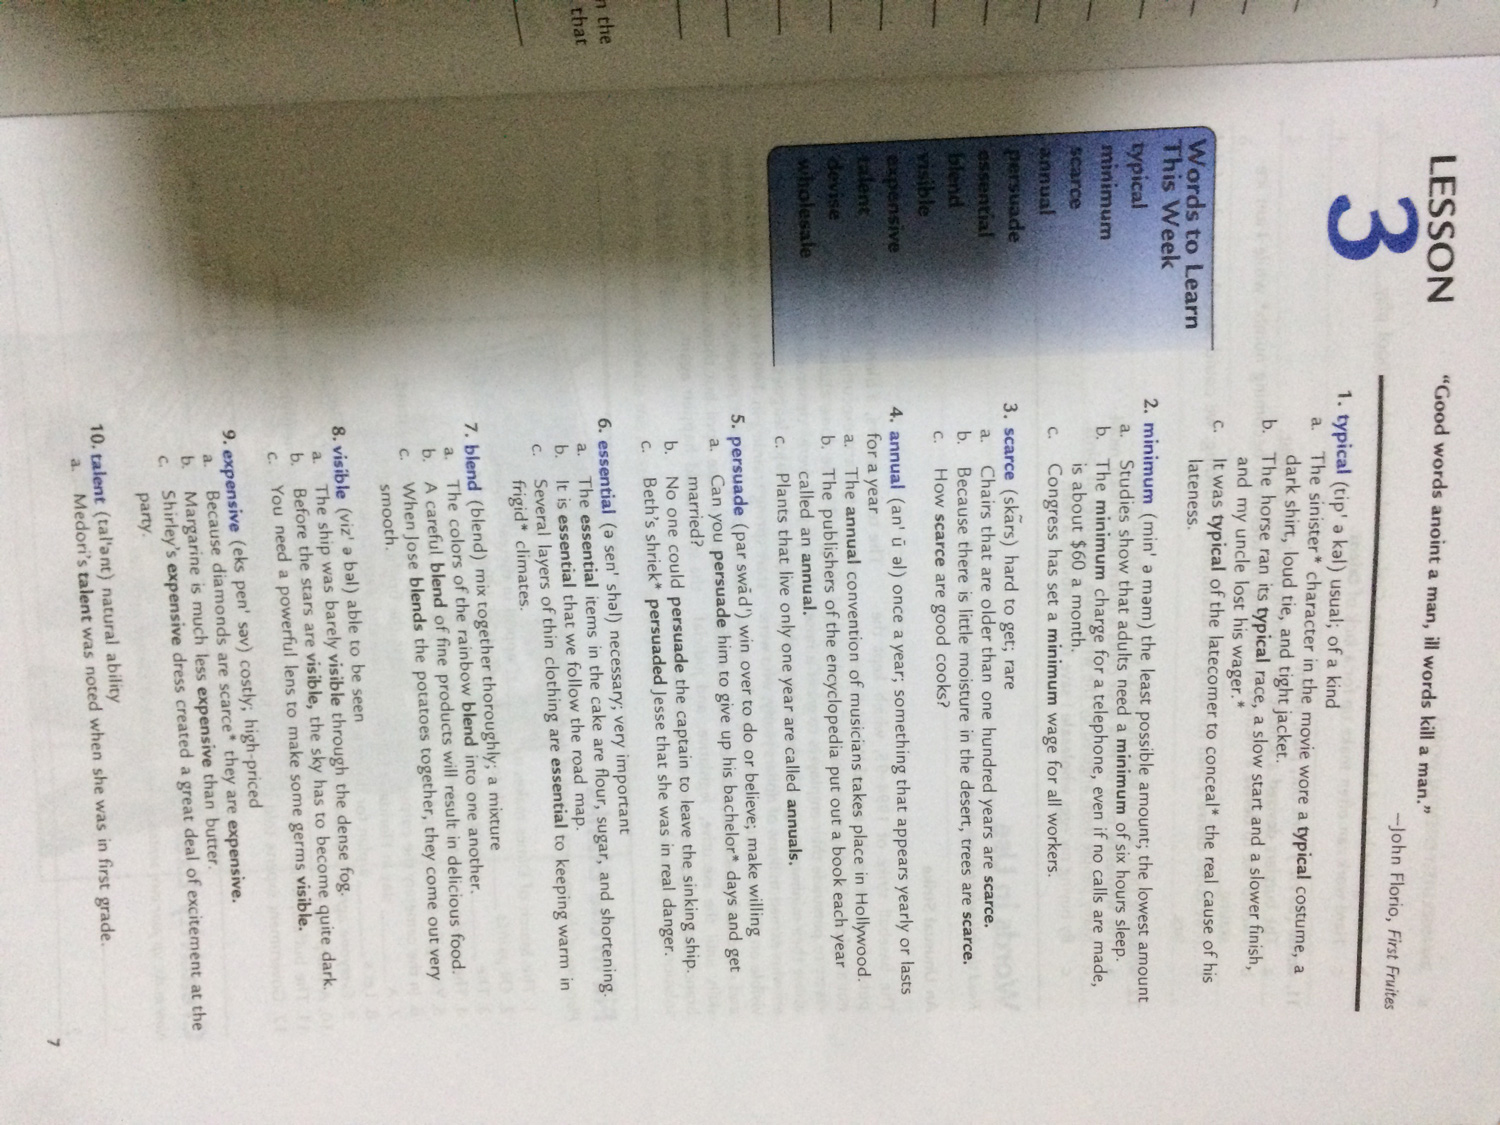 LESSON
3
“Good words anoint a man, ill words kill a man.”
—John Florio, First Fruites
Words to Learn
This Week
typical
minimum
scarce
annual
persuade
essential
blend
visible
expensive
talent
devise
wholesale
1. typical (tip' ə kəl) usual; of a kind
a. The sinister* character in the movie wore a typical costume, a
dark shirt, loud tie, and tight jacket.
b. The horse ran its typical race, a slow start and a slower finish,
and my uncle lost his wager.*
c. It was typical of the latecomer to conceal* the real cause of his
lateness.
2. minimum (min' ə məm) the least possible amount; the lowest amount
a. Studies show that adults need a minimum of six hours sleep.
b. The minimum charge for a telephone, even if no calls are made,
is about $60 a month.
c. Congress has set a minimum wage for all workers.
3. scarce (skãrs) hard to get; rare
a. Chairs that are older than one hundred years are scarce.
b. Because there is little moisture in the desert, trees are scarce.
c. How scarce are good cooks?
4. annual (an' ū əl) once a year; something that appears yearly or lasts
for a year
a. The annual convention of musicians takes place in Hollywood.
b. The publishers of the encyclopedia put out a book each year
called an annual.
c. Plants that live only one year are called annuals.
5. persuade (par swād') win over to do or believe; make willing
a. Can you persuade him to give up his bachelor* days and get
married?
b. No one could persuade the captain to leave the sinking ship.
c. Beth’s shriek* persuaded Jesse that she was in real danger.
6. essential (ə sen' shəl) necessary; very important
a. The essential items in the cake are flour, sugar, and shortening.
b. It is essential that we follow the road map.
c. Several layers of thin clothing are essential to keeping warm in
frigid* climates.
7. blend (blend) mix together thoroughly; a mixture
a. The colors of the rainbow blend into one another.
b. A careful blend of fine products will result in delicious food.
c. When Jose blends the potatoes together, they come out very
smooth.
8. visible (viz' ə bəl) able to be seen
a. The ship was barely visible through the dense fog.
b. Before the stars are visible, the sky has to become quite dark.
c. You need a powerful lens to make some germs visible.
9. expensive (eks pen' səv) costly; high-priced
a. Because diamonds are scarce* they are expensive.
b. Margarine is much less expensive than butter.
c. Shirley’s expensive dress created a great deal of excitement at the
party.
10. talent (tal'ənt) natural ability
a. Medori’s talent was noted when she was in first grade.
7
the
that